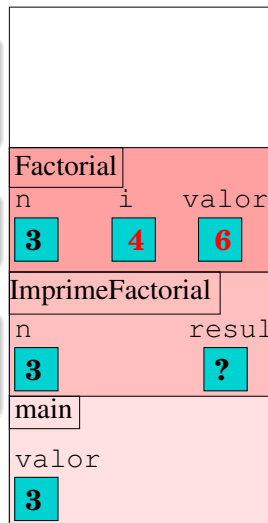 Factorial
n i valor
3 4 6
ImprimeFactorial
n resul
3 ?
main
valor
3